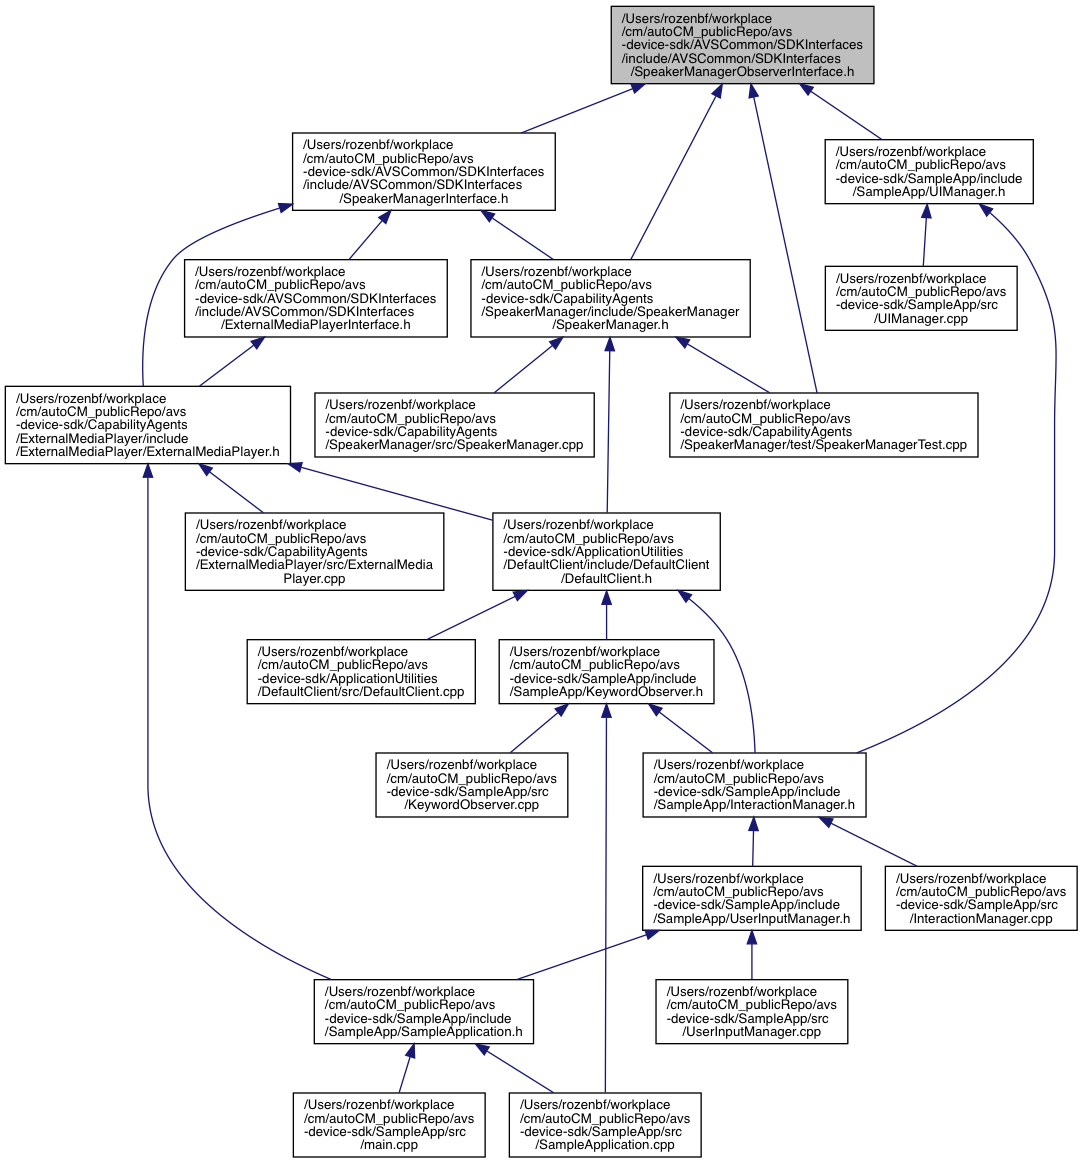 /Users/rozenbf/workplace
/cm/autoCM_publicRepo/avs
-device-sdk/AVSCommon/SDKInterfaces
/include/AVSCommon/SDKInterfaces
/SpeakerManagerObserverInterface.h
/Users/rozenbf/workplace
/cm/autoCM_publicRepo/avs
-device-sdk/AVSCommon/SDKInterfaces
/include/AVSCommon/SDKInterfaces
/SpeakerManagerInterface.h
/Users/rozenbf/workplace
/cm/autoCM_publicRepo/avs
-device-sdk/SampleApp/include
/SampleApp/UIManager.h
/Users/rozenbf/workplace
/cm/autoCM_publicRepo/avs
-device-sdk/AVSCommon/SDKInterfaces
/include/AVSCommon/SDKInterfaces
/ExternalMediaPlayerInterface.h
/Users/rozenbf/workplace
/cm/autoCM_publicRepo/avs
-device-sdk/CapabilityAgents
/SpeakerManager/include/SpeakerManager
/SpeakerManager.h
/Users/rozenbf/workplace
/cm/autoCM_publicRepo/avs
-device-sdk/SampleApp/src
/UIManager.cpp
/Users/rozenbf/workplace
/cm/autoCM_publicRepo/avs
-device-sdk/CapabilityAgents
/ExternalMediaPlayer/include
/ExternalMediaPlayer/ExternalMediaPlayer.h
/Users/rozenbf/workplace
/cm/autoCM_publicRepo/avs
-device-sdk/CapabilityAgents
/SpeakerManager/src/SpeakerManager.cpp
/Users/rozenbf/workplace
/cm/autoCM_publicRepo/avs
-device-sdk/CapabilityAgents
/SpeakerManager/test/SpeakerManagerTest.cpp
/Users/rozenbf/workplace
/cm/autoCM_publicRepo/avs
-device-sdk/CapabilityAgents
/ExternalMediaPlayer/src/ExternalMedia
Player.cpp
/Users/rozenbf/workplace
/cm/autoCM_publicRepo/avs
-device-sdk/ApplicationUtilities
/DefaultClient/include/DefaultClient
/DefaultClient.h
/Users/rozenbf/workplace
/cm/autoCM_publicRepo/avs
-device-sdk/ApplicationUtilities
/DefaultClient/src/DefaultClient.cpp
/Users/rozenbf/workplace
/cm/autoCM_publicRepo/avs
-device-sdk/SampleApp/include
/SampleApp/KeywordObserver.h
/Users/rozenbf/workplace
/cm/autoCM_publicRepo/avs
-device-sdk/SampleApp/src
/KeywordObserver.cpp
/Users/rozenbf/workplace
/cm/autoCM_publicRepo/avs
-device-sdk/SampleApp/include
/SampleApp/InteractionManager.h
/Users/rozenbf/workplace
/cm/autoCM_publicRepo/avs
-device-sdk/SampleApp/include
/SampleApp/UserInputManager.h
/Users/rozenbf/workplace
/cm/autoCM_publicRepo/avs
-device-sdk/SampleApp/src
/InteractionManager.cpp
/Users/rozenbf/workplace
/cm/autoCM_publicRepo/avs
-device-sdk/SampleApp/include
/SampleApp/SampleApplication.h
/Users/rozenbf/workplace
/cm/autoCM_publicRepo/avs
-device-sdk/SampleApp/src
/UserInputManager.cpp
/Users/rozenbf/workplace
/cm/autoCM_publicRepo/avs
-device-sdk/SampleApp/src
/main.cpp
/Users/rozenbf/workplace
/cm/autoCM_publicRepo/avs
-device-sdk/SampleApp/src
/SampleApplication.cpp